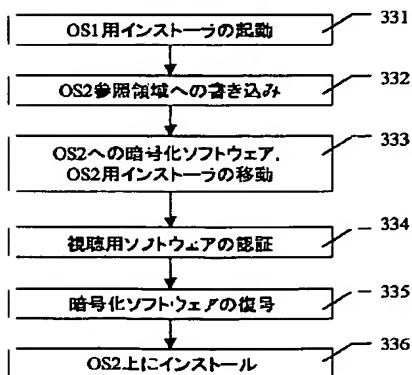 OS1用インストーラの起動
331
OS2参照領域への書き込み
332
OS2への暗号化ソフトウェア,
OS2用インストーラの移動
333
視聴用ソフトウェアの認証
334
暗号化ソフトウェアの復号
335
OS2上にインストール
336